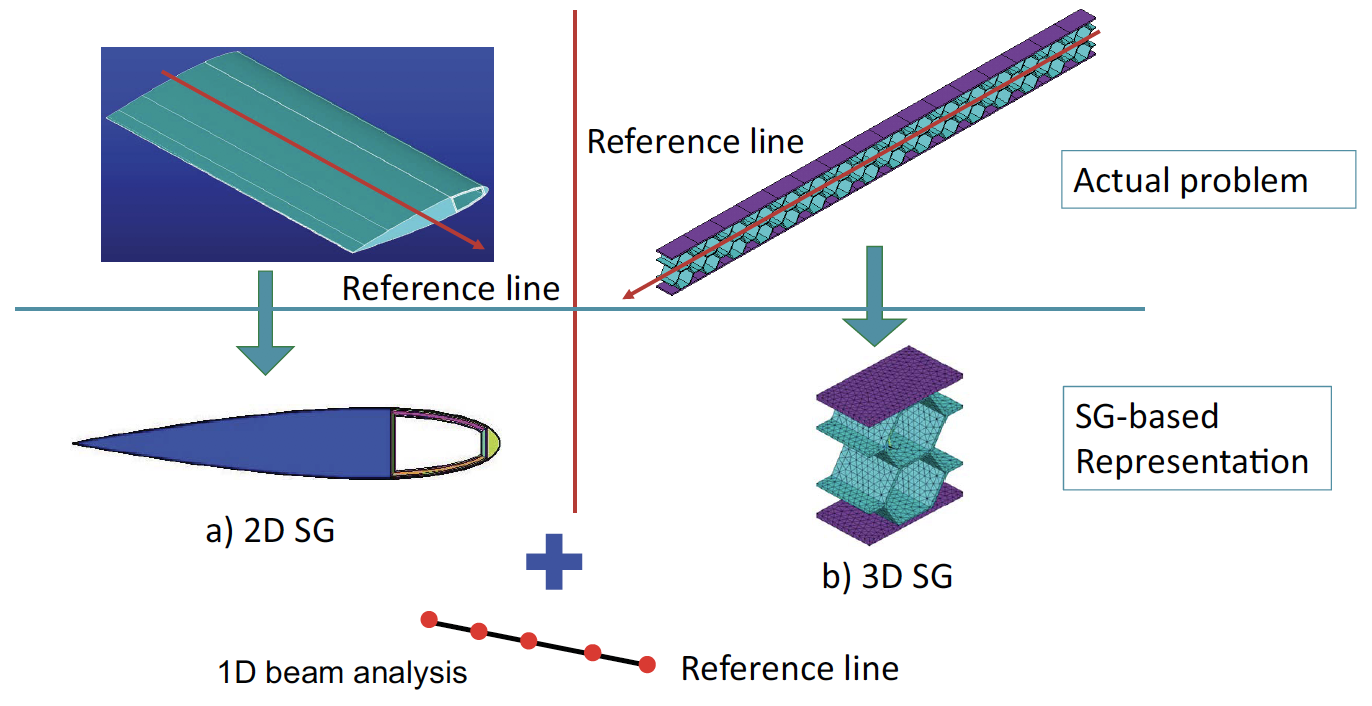 Reference line
Actual problem
Reference line
SG-based
Representation
a) 2D SG
b) 3D SG
1D beam analysis
Reference line